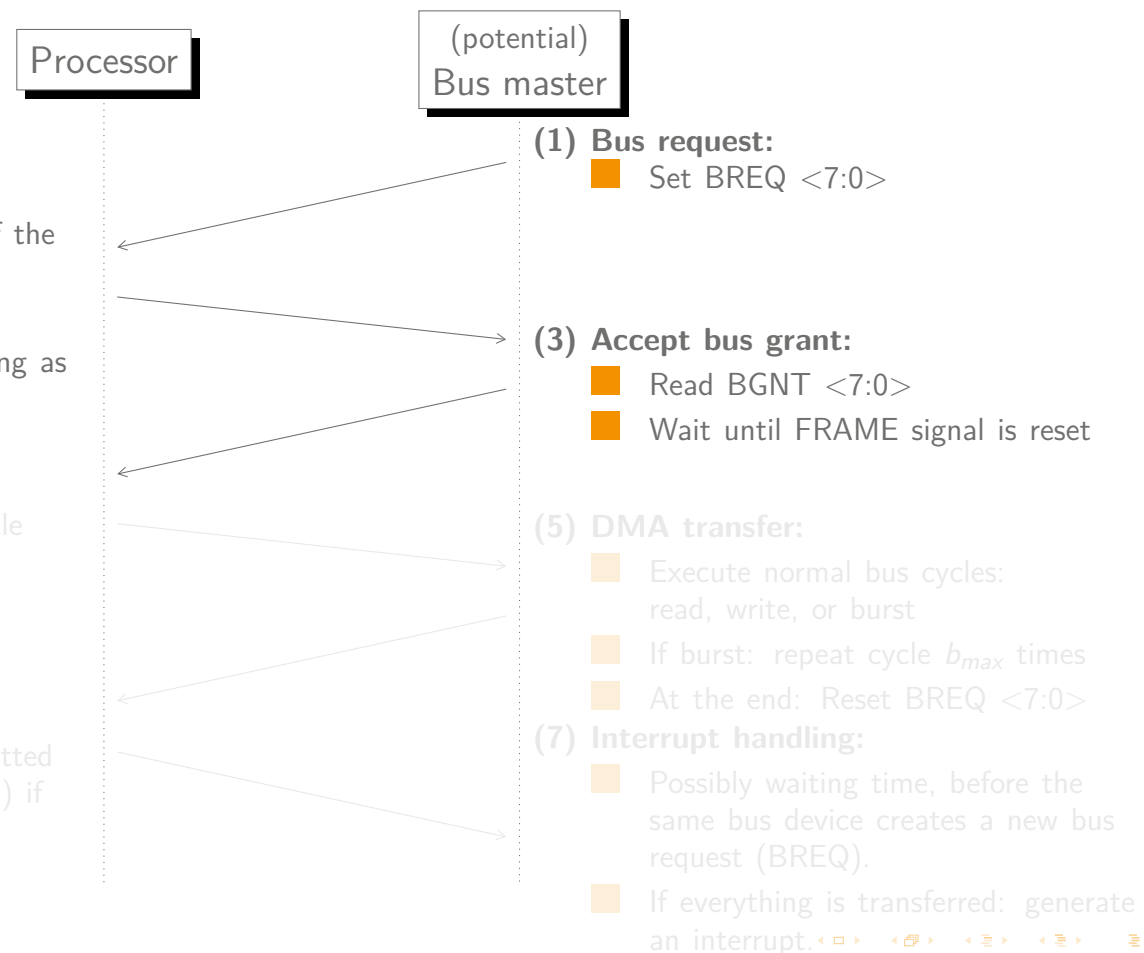 Processor
(potential)
Bus master
(1) Bus request:
Set BREQ <7:0>
the
ng as
(3) Accept bus grant:
Read BGNT <7:0>
Wait until FRAME signal is reset
le
(5) DMA transfer:
Execute normal bus cycles:
read, write, or burst
If burst: repeat cycle b_max times
At the end: Reset BREQ <7:0>
tted
) if
(7) Interrupt handling:
Possibly waiting time, before the
same bus device creates a new bus
request (BREQ).
If everything is transferred: generate
an interrupt.